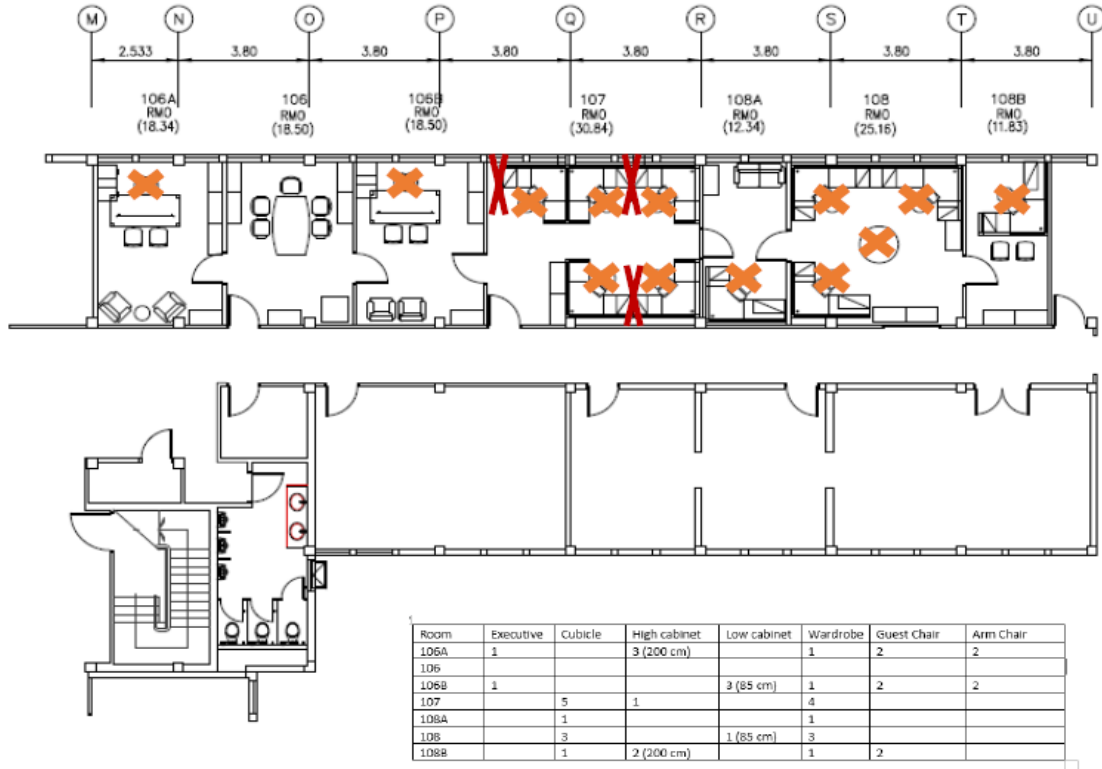 M N O P Q R S T U
2.533 3.80 3.80 3.80 3.80 3.80 3.80 3.80
106A 106 106B 107 108A 108 108B
RMO RMO RMO RMO RMO RMO RMO
(18.34) (18.50) (18.50) (30.84) (12.34) (25.16) (11.83)
Room Executive Cubicle High cabinet Low cabinet Wardrobe Guest Chair Arm Chair
106A 1 3 (200 cm) 1 2 2
106
106B 1 3 (85 cm) 1 2 2
107 5 1 4
108A 1 1
108 3 1 (85 cm) 3
108B 1 2 (200 cm) 1 2